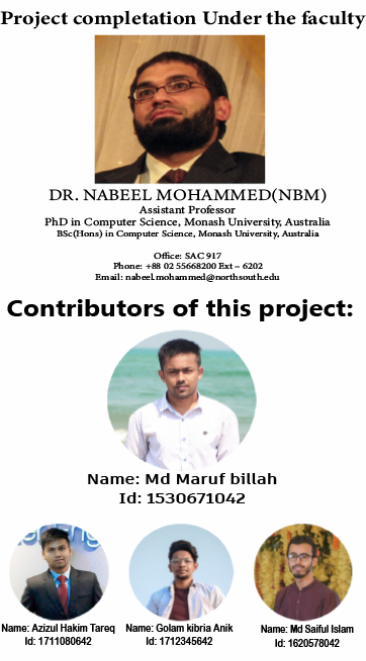 Project completation Under the faculty
DR. NABEEL MOHAMMED(NBM)
Assistant Professor
PhD in Computer Science, Monash University, Australia
BSc(Hons) in Computer Science, Monash University, Australia
Office: SAC 917
Phone: +88 02 55668200 Ext – 6202
Email: nabeel.mohammed@northsouth.edu
Contributors of this project:
Name: Md Maruf billah
Id: 1530671042
Name: Azizul Hakim Tareq
Id: 1711080642
Name: Golam kibria Anik
Id: 1712345642
Name: Md Saiful Islam
Id: 1620578042